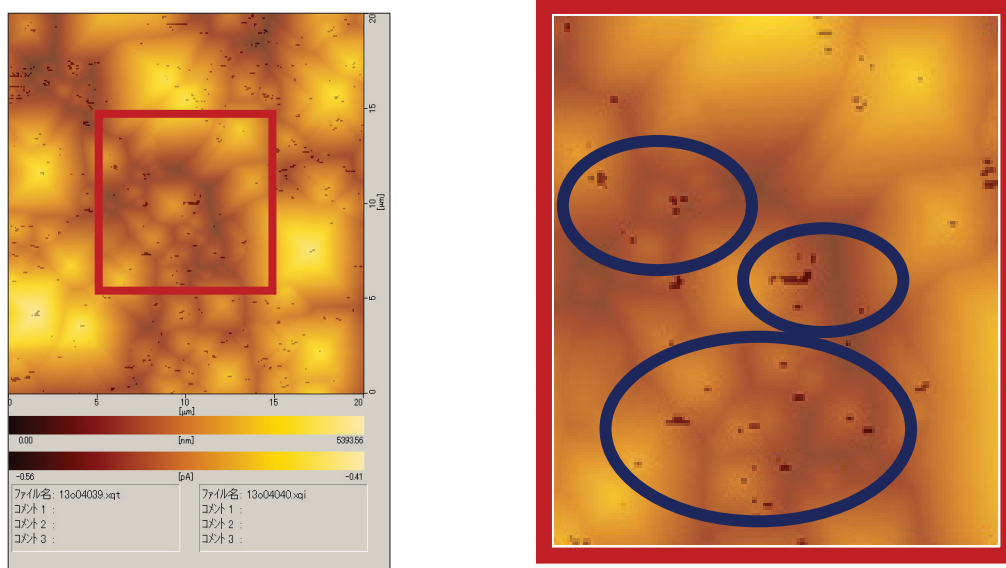 20
15
[μm]
10
5
0
0 5 10 15 20
[μm]
0.00 [nm] 5393.56
-0.56 [pA] -0.41
ファイル名: 13o04039.xqt
コメント 1 :
コメント 2 :
コメント 3 :
ファイル名: 13o04040.xqi
コメント 1 :
コメント 2 :
コメント 3 :